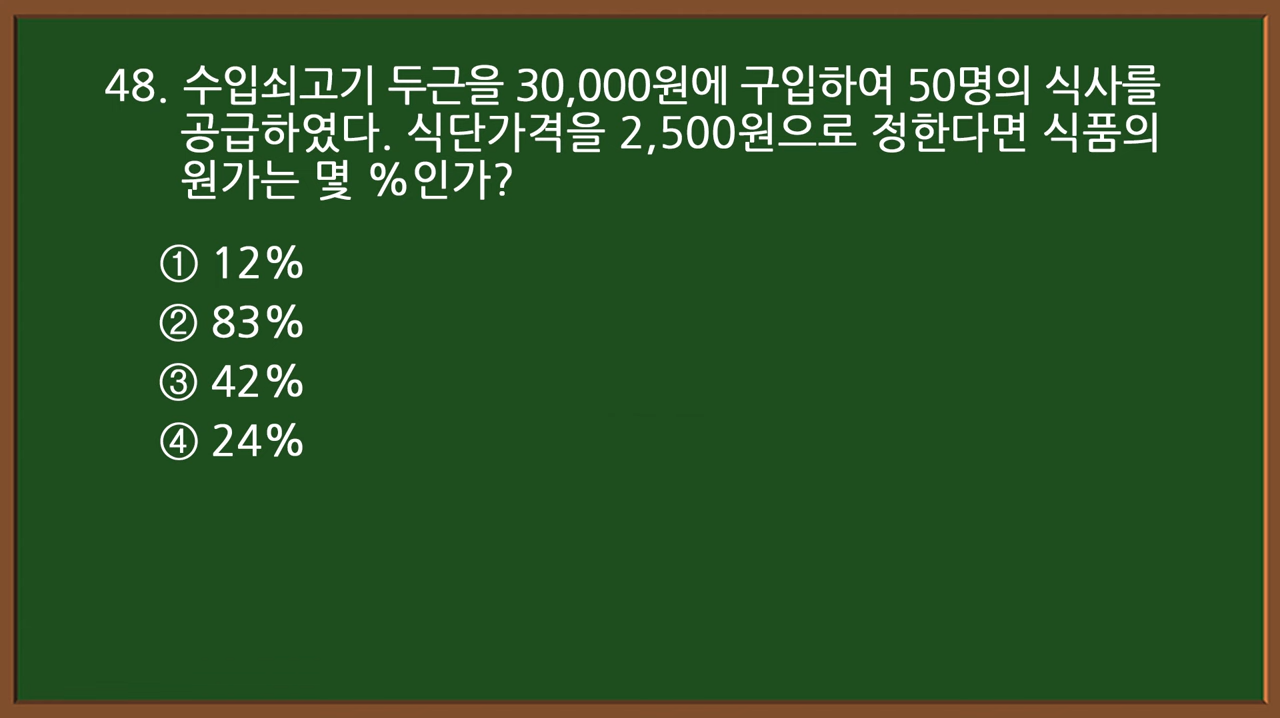 48. 수입쇠고기 두근을 30,000원에 구입하여 50명의 식사를
공급하였다. 식단가격을 2,500원으로 정한다면 식품의
원가는 몇 %인가?
① 12%
② 83%
③ 42%
④ 24%